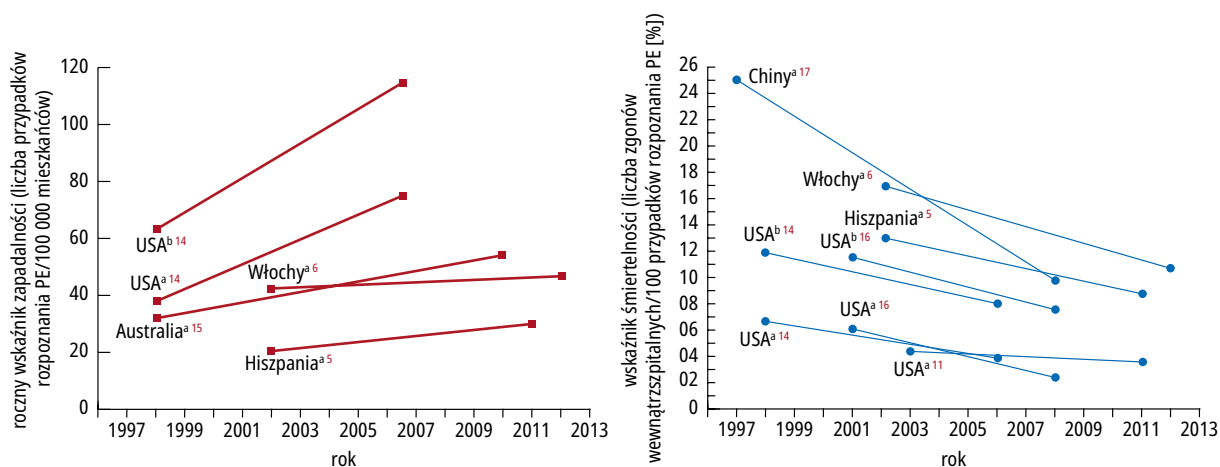 roczny wskaźnik zapadalności (liczba przypadków
rozpoznania PE/100 000 mieszkańców)
120
100
80
60
40
20
0
USAᵇ ¹⁴
USAᵃ ¹⁴
Australiaᵃ ¹⁵
Włochyᵃ ⁶
Hiszpaniaᵃ ⁵
1997 1999 2001 2003 2005 2007 2009 2011 2013
rok
wskaźnik śmiertelności (liczba zgonów
wewnątrzszpitalnych/100 przypadków rozpoznania PE [%])
26
24
22
20
18
16
14
12
10
08
06
04
02
0
Chinyᵃ ¹⁷
Włochyᵃ ⁶
Hiszpaniaᵃ ⁵
USAᵇ ¹⁴
USAᵇ ¹⁶
USAᵃ ¹⁶
USAᵃ ¹⁴
USAᵃ ¹¹
1997 1999 2001 2003 2005 2007 2009 2011 2013
rok